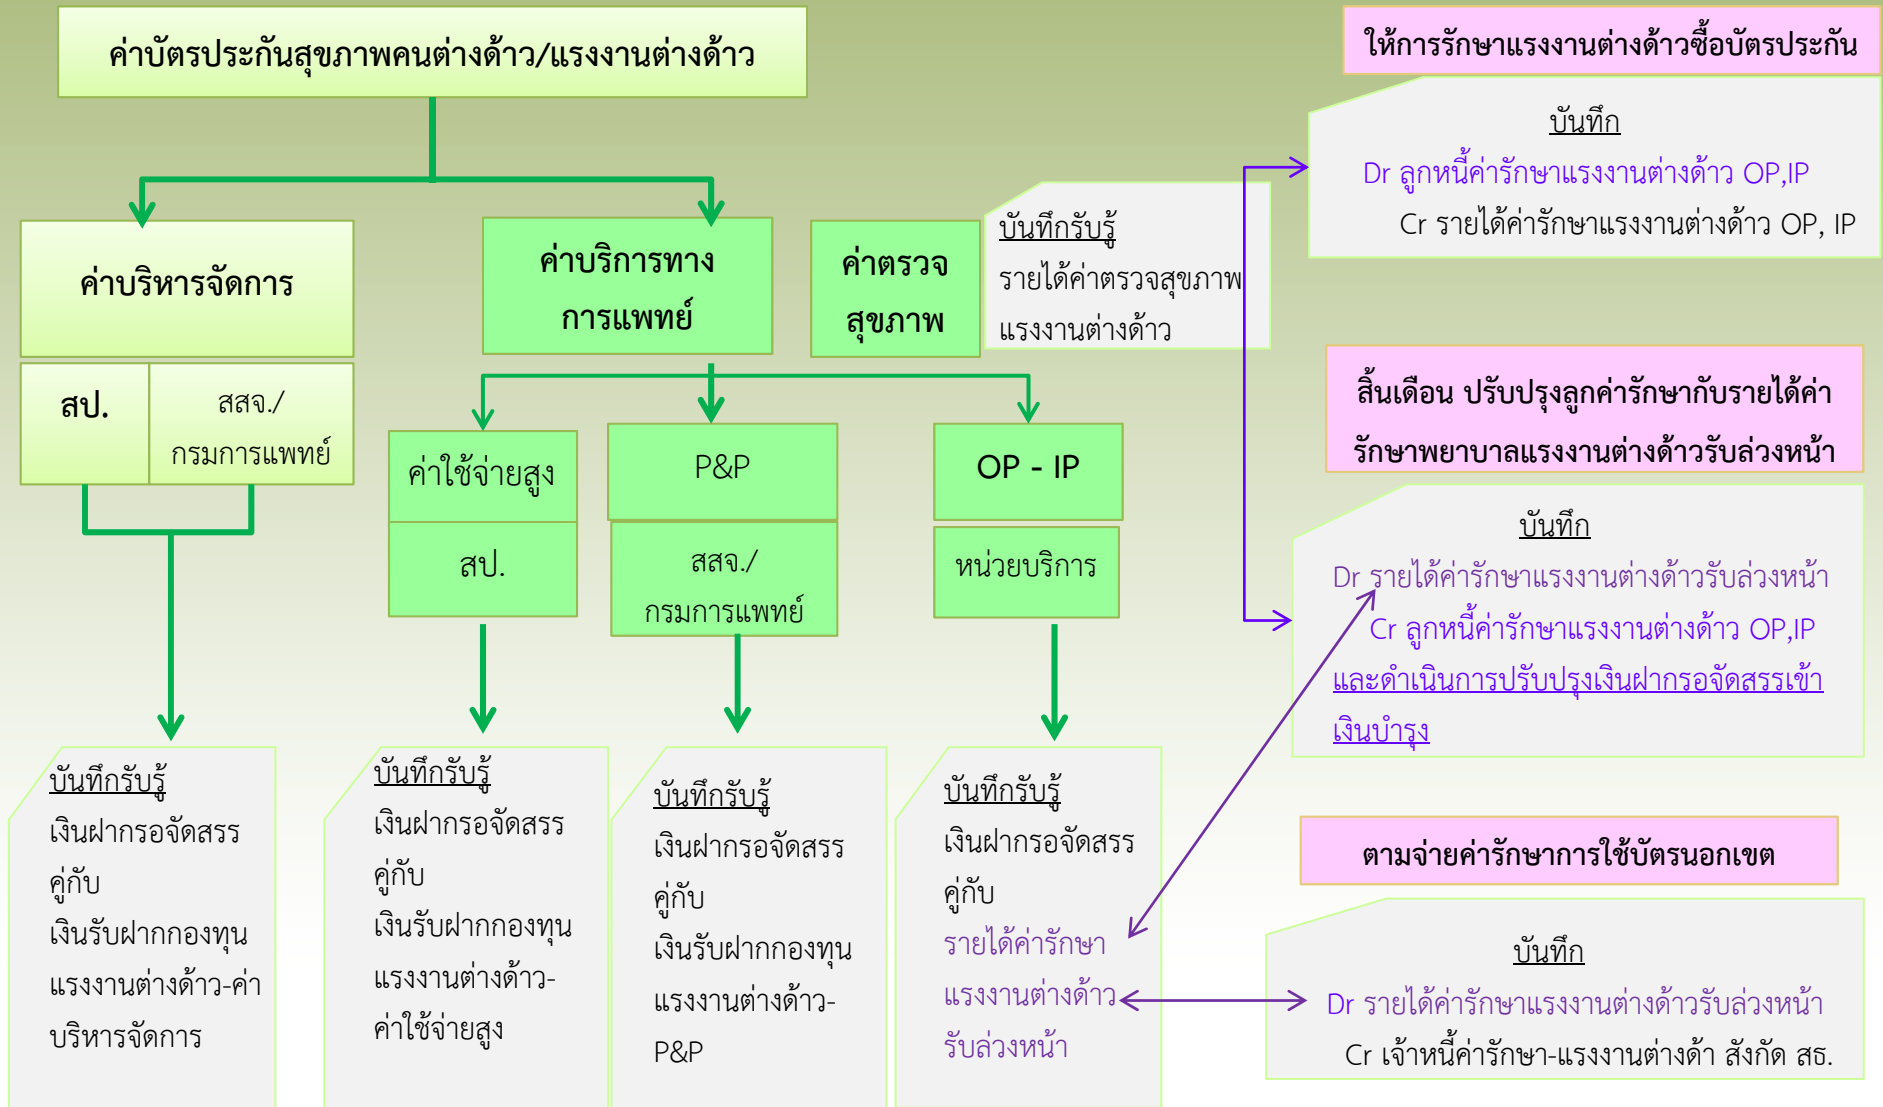 ค่าบัตรประกันสุขภาพคนต่างด้าว/แรงงานต่างด้าว
ค่าบริหารจัดการ
สป.
สสจ./
กรมการแพทย์
ค่าบริการทาง
การแพทย์
ค่าตรวจ
สุขภาพ
บันทึกรับรู้
รายได้ค่าตรวจสุขภาพ
แรงงานต่างด้าว
ค่าใช้จ่ายสูง
สป.
P&P
สสจ./
กรมการแพทย์
OP - IP
หน่วยบริการ
บันทึกรับรู้
เงินฝากรอจัดสรร
คู่กับ
เงินรับฝากกองทุน
แรงงานต่างด้าว-ค่า
บริหารจัดการ
บันทึกรับรู้
เงินฝากรอจัดสรร
คู่กับ
เงินรับฝากกองทุน
แรงงานต่างด้าว-
ค่าใช้จ่ายสูง
บันทึกรับรู้
เงินฝากรอจัดสรร
คู่กับ
เงินรับฝากกองทุน
แรงงานต่างด้าว-
P&P
บันทึกรับรู้
เงินฝากรอจัดสรร
คู่กับ
รายได้ค่ารักษา
แรงงานต่างด้าว
รับล่วงหน้า
ให้การรักษาแรงงานต่างด้าวซื้อบัตรประกัน
บันทึก
Dr ลูกหนี้ค่ารักษาแรงงานต่างด้าว OP,IP
Cr รายได้ค่ารักษาแรงงานต่างด้าว OP, IP
สิ้นเดือน ปรับปรุงลูกค่ารักษากับรายได้ค่า
รักษาพยาบาลแรงงานต่างด้าวรับล่วงหน้า
บันทึก
Dr รายได้ค่ารักษาแรงงานต่างด้าวรับล่วงหน้า
Cr ลูกหนี้ค่ารักษาแรงงานต่างด้าว OP,IP
และดำเนินการปรับปรุงเงินฝากรอจัดสรรเข้า
เงินบำรุง
ตามจ่ายค่ารักษาการใช้บัตรนอกเขต
บันทึก
Dr รายได้ค่ารักษาแรงงานต่างด้าวรับล่วงหน้า
Cr เจ้าหนี้ค่ารักษา-แรงงานต่างด้า สังกัด สธ.